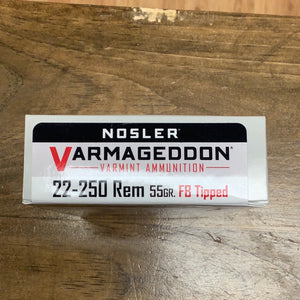 NOSLER®
VARMAGEDDON®
VARMINT AMMUNITION
22-250 Rem 55GR. FB Tipped